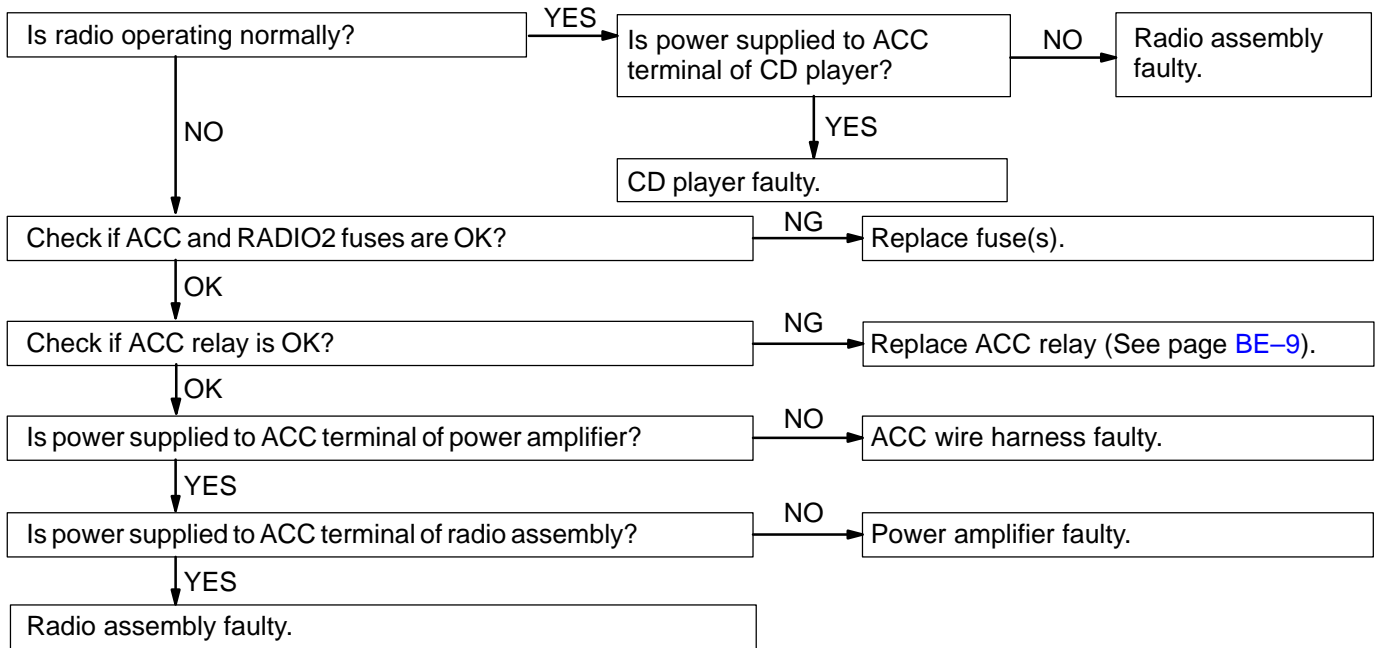 Is radio operating normally?
YES
Is power supplied to ACC
terminal of CD player?
NO
Radio assembly
faulty.
NO
YES
CD player faulty.
Check if ACC and RADIO2 fuses are OK?
NG
Replace fuse(s).
OK
Check if ACC relay is OK?
NG
Replace ACC relay (See page BE–9).
OK
Is power supplied to ACC terminal of power amplifier?
NO
ACC wire harness faulty.
YES
Is power supplied to ACC terminal of radio assembly?
NO
Power amplifier faulty.
YES
Radio assembly faulty.